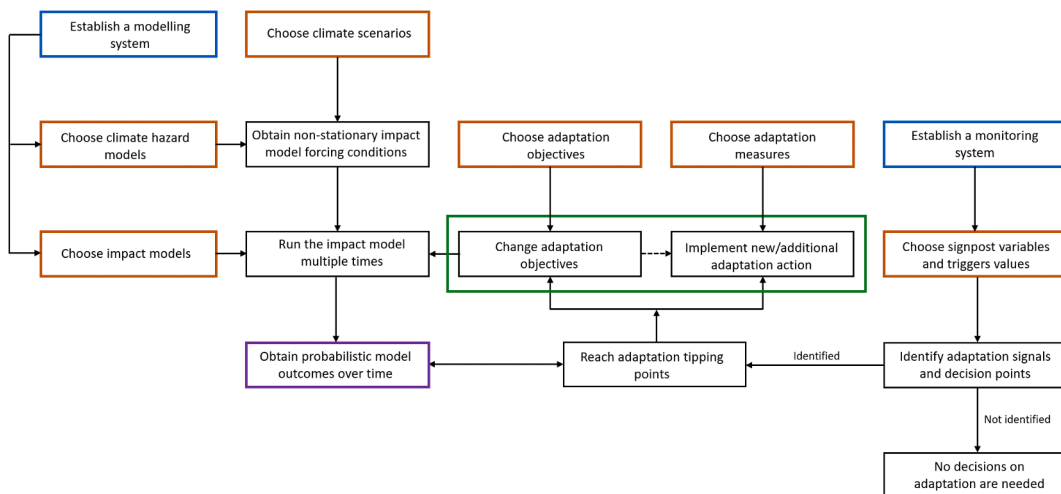 Establish a modelling
system
Choose climate scenarios
Choose climate hazard
models
Obtain non-stationary impact
model forcing conditions
Choose adaptation
objectives
Choose adaptation
measures
Establish a monitoring
system
Choose impact models
Run the impact model
multiple times
Change adaptation
objectives
Implement new/additional
adaptation action
Choose signpost variables
and triggers values
Obtain probabilistic model
outcomes over time
Reach adaptation tipping
points
Identified
Identify adaptation signals
and decision points
Not identified
No decisions on
adaptation are needed